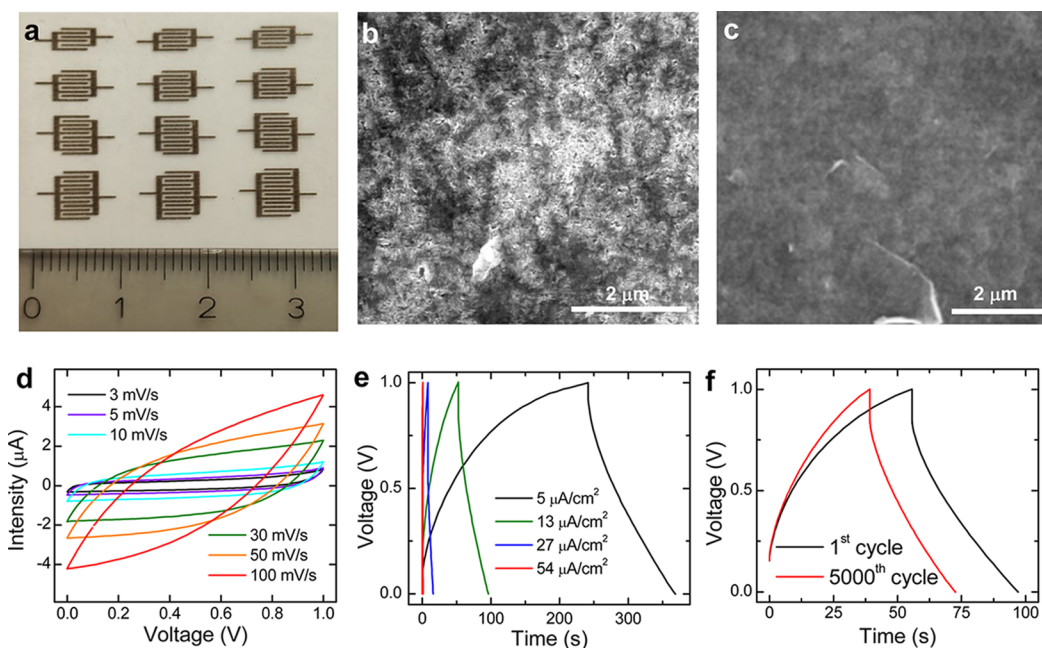 a
b
c
0 1 2 3
2 μm
2 μm
d
e
f
3 mV/s
5 mV/s
10 mV/s
30 mV/s
50 mV/s
100 mV/s
4
2
0
-2
-4
Intensity (μA)
0.0 0.2 0.4 0.6 0.8 1.0
Voltage (V)
1.0
0.5
0.0
Voltage (V)
5 μA/cm²
13 μA/cm²
27 μA/cm²
54 μA/cm²
0 100 200 300
Time (s)
1.0
0.5
0.0
Voltage (V)
1ˢᵗ cycle
5000ᵗʰ cycle
0 25 50 75 100
Time (s)